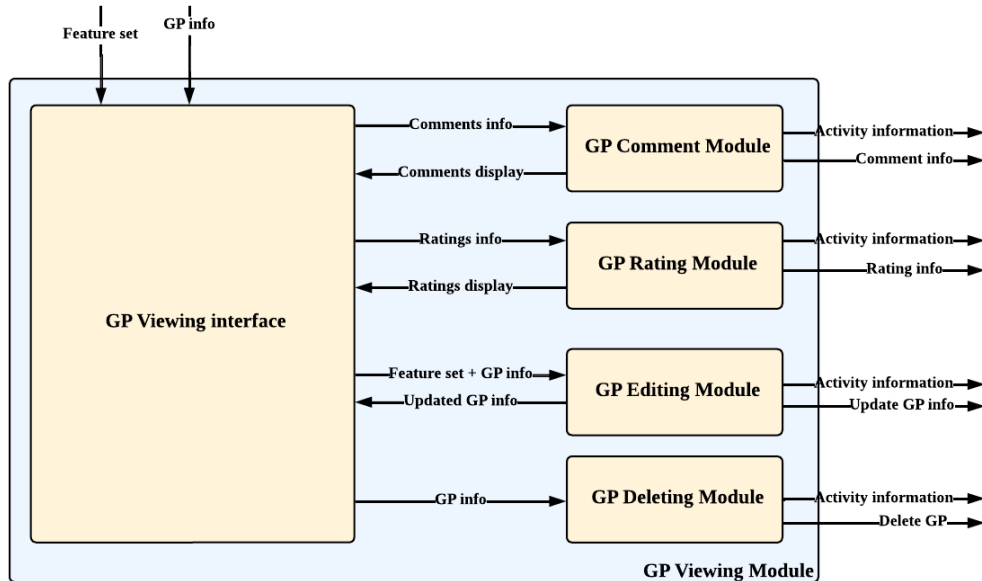 GP info
Feature set
Comments info
GP Comment Module
Activity information
Comment info
Comments display
Ratings info
GP Rating Module
Activity information
Rating info
Ratings display
GP Viewing interface
Feature set + GP info
GP Editing Module
Activity information
Updated GP info
Update GP info
GP info
GP Deleting Module
Activity information
Delete GP
GP Viewing Module